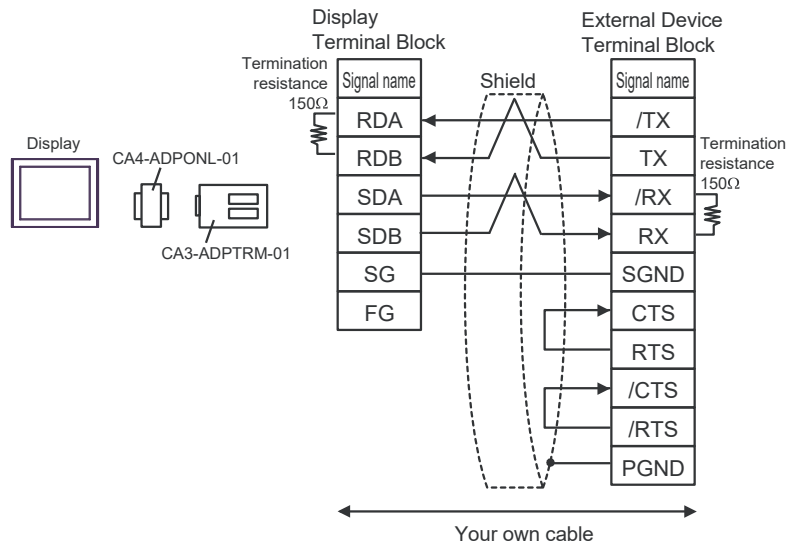 Display
Terminal Block
External Device
Terminal Block
Termination
resistance
150Ω
Signal name
RDA
RDB
SDA
SDB
SG
FG
Shield
Signal name
/TX
TX
/RX
RX
SGND
CTS
RTS
/CTS
/RTS
PGND
Termination
resistance
150Ω
Display
CA4-ADPONL-01
CA3-ADPTRM-01
Your own cable